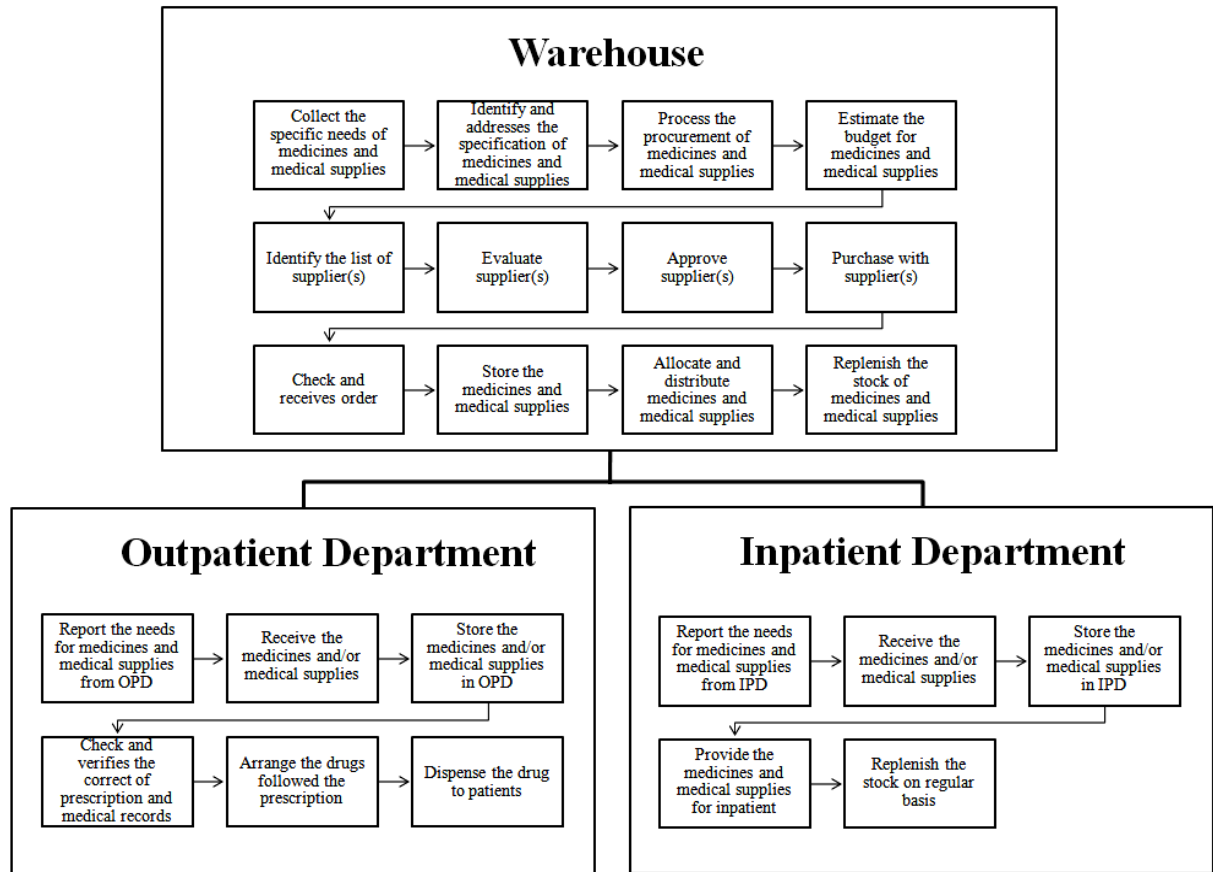 Warehouse
Collect the
specific needs of
medicines and
medical supplies
Identify and
addresses the
specification of
medicines and
medical supplies
Process the
procurement of
medicines and
medical supplies
Estimate the
budget for
medicines and
medical supplies
Identify the list of
supplier(s)
Evaluate
supplier(s)
Approve
supplier(s)
Purchase with
supplier(s)
Check and
receives order
Store the
medicines and
medical supplies
Allocate and
distribute
medicines and
medical supplies
Replenish the
stock of
medicines and
medical supplies
Outpatient Department
Report the needs
for medicines and
medical supplies
from OPD
Receive the
medicines and/or
medical supplies
Store the
medicines and/or
medical supplies
in OPD
Check and
verifies the
correct of
prescription and
medical records
Arrange the drugs
followed the
prescription
Dispense the drug
to patients
Inpatient Department
Report the needs
for medicines and
medical supplies
from IPD
Receive the
medicines and/or
medical supplies
Store the
medicines and/or
medical supplies
in IPD
Provide the
medicines and
medical supplies
for inpatient
Replenish the
stock on regular
basis